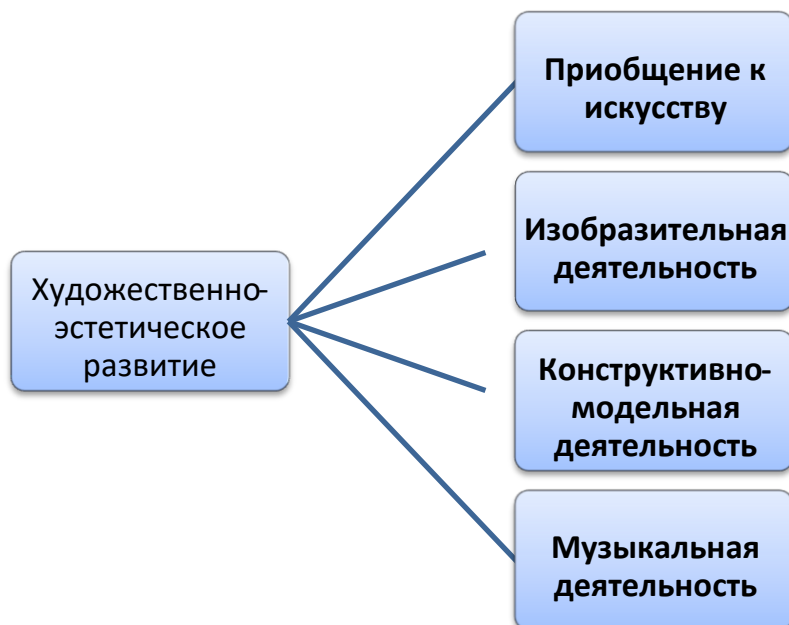 Художественно-
эстетическое
развитие
Приобщение к
искусству
Изобразительная
деятельность
Конструктивно-
модельная
деятельность
Музыкальная
деятельность